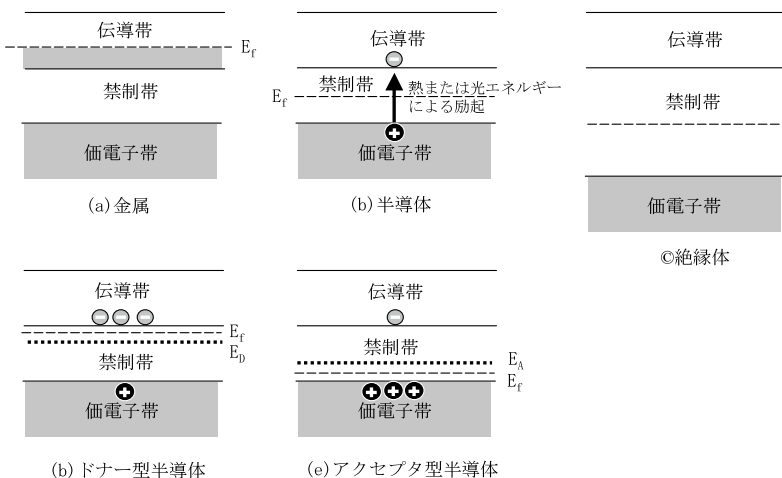 伝導帯
E_f
禁制帯
価電子帯
(a)金属
伝導帯
禁制帯
熱または光エネルギー
による励起
E_f
価電子帯
(b)半導体
伝導帯
禁制帯
価電子帯
©絶縁体
伝導帯
E_f
E_D
禁制帯
価電子帯
(b)ドナー型半導体
伝導帯
禁制帯
E_A
E_f
価電子帯
(e)アクセプタ型半導体